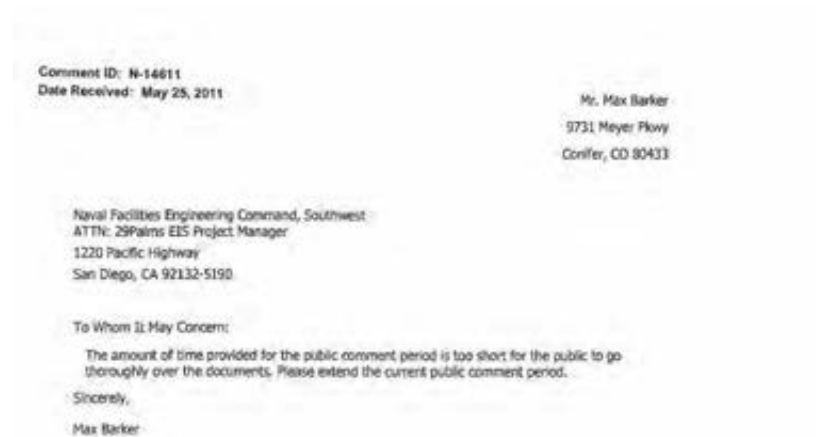 Comment ID: N-14611
Date Received: May 25, 2011
Mr. Max Barker
9731 Meyer Pkwy
Conifer, CO 80433
Naval Facilities Engineering Command, Southwest
ATTN: 29Palms EIS Project Manager
1220 Pacific Highway
San Diego, CA 92132-5190
To Whom It May Concern:
The amount of time provided for the public comment period is too short for the public to go
thoroughly over the documents. Please extend the current public comment period.
Sincerely,
Max Barker